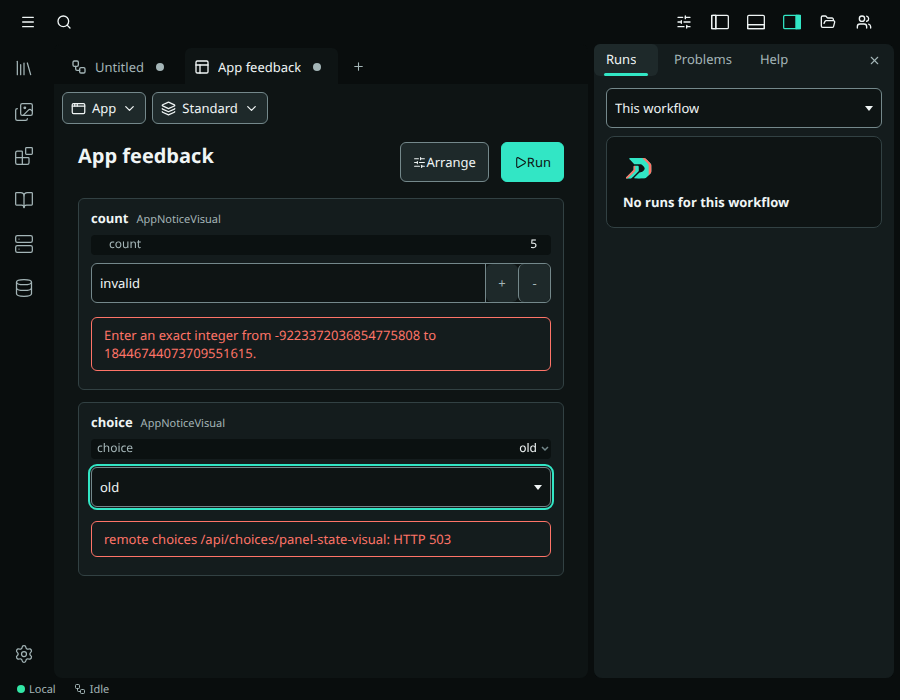 Untitled
App feedback
+
App
Standard
App feedback
Arrange
Run
count AppNoticeVisual
count 5
invalid + -
Enter an exact integer from -9223372036854775808 to
18446744073709551615.
choice AppNoticeVisual
choice old
old
remote choices /api/choices/panel-state-visual: HTTP 503
Runs Problems Help
This workflow
No runs for this workflow
Local Idle